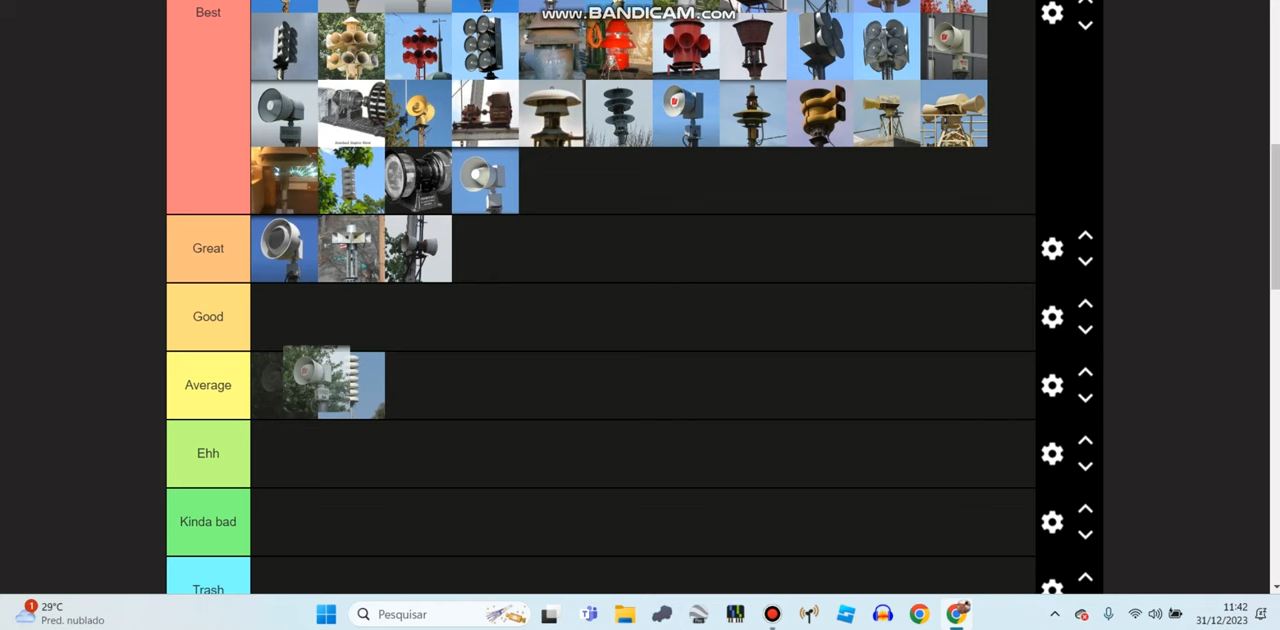 www.BANDICAM.com
Best
Great
Good
Average
Ehh
Kinda bad
Trash
1
29°C
Pred. nublado
Pesquisar
11:42
31/12/2023